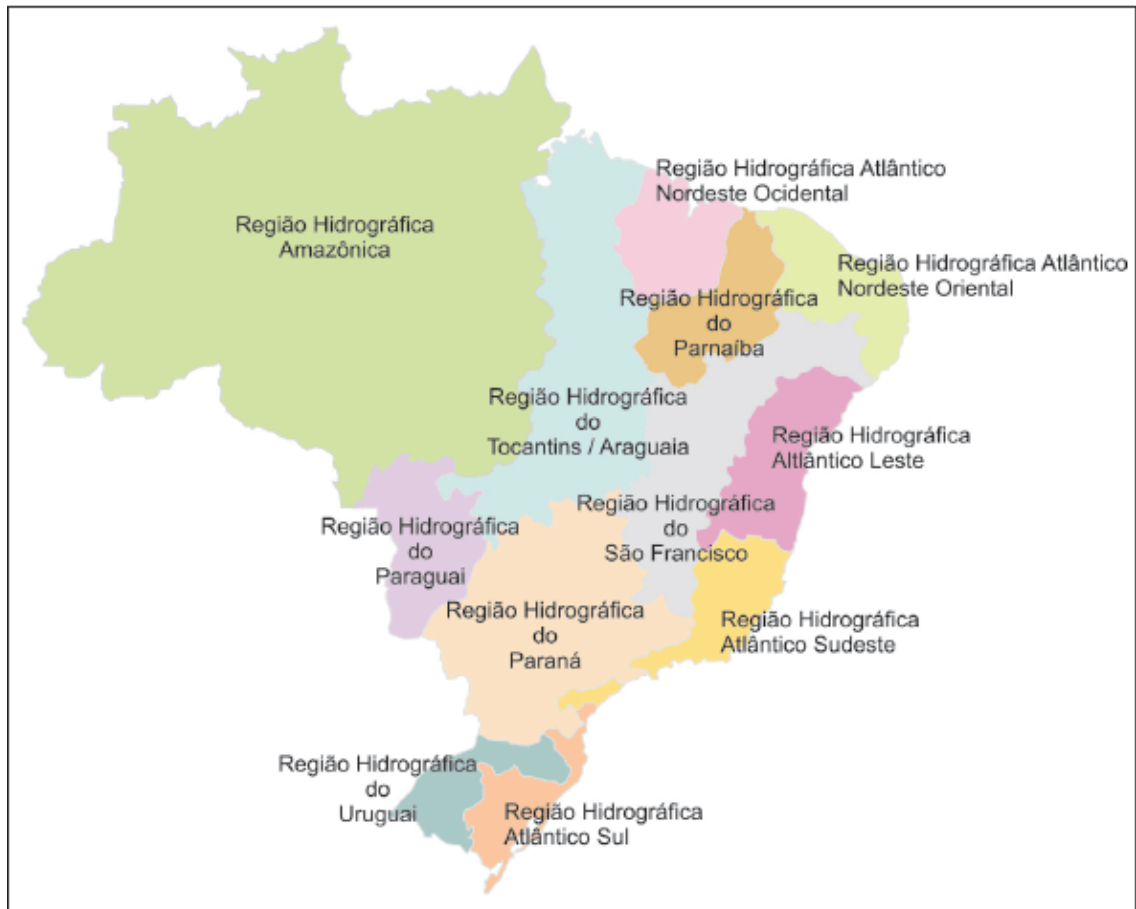 Região Hidrográfica Atlântico
Nordeste Ocidental
Região Hidrográfica
Amazônica
Região Hidrográfica Atlântico
Nordeste Oriental
Região Hidrográfica
do
Parnaíba
Região Hidrográfica
do
Tocantins / Araguaia
Região Hidrográfica
Altlântico Leste
Região Hidrográfica
do
São Francisco
Região Hidrográfica
do
Paraguai
Região Hidrográfica
do
Paraná
Região Hidrográfica
Atlântico Sudeste
Região Hidrográfica
do
Uruguai
Região Hidrográfica
Atlântico Sul